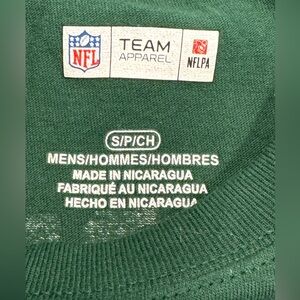 NFL
TEAM
APPAREL
NFLPA
S/P/CH
MENS/HOMMES/HOMBRES
MADE IN NICARAGUA
FABRIQUÉ AU NICARAGUA
HECHO EN NICARAGUA